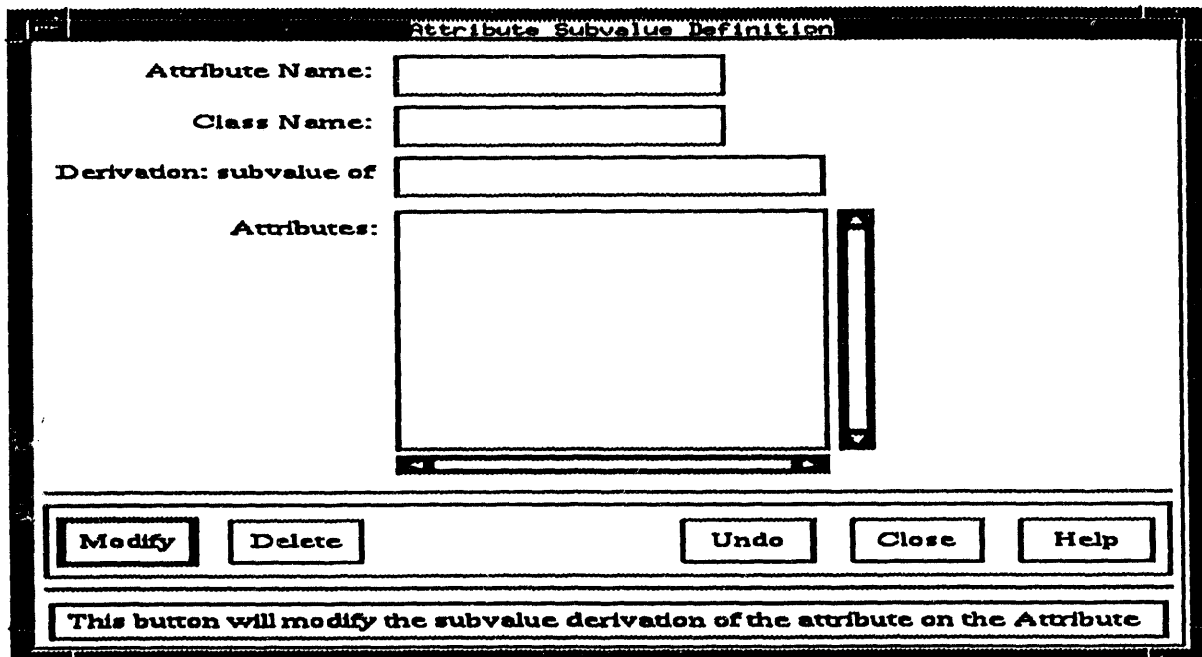 Attribute Subvalue Definition
Attribute Name:
Class Name:
Derivation: subvalue of
Attributes:
Modify Delete Undo Close Help
This button will modify the subvalue derivation of the attribute on the Attribute